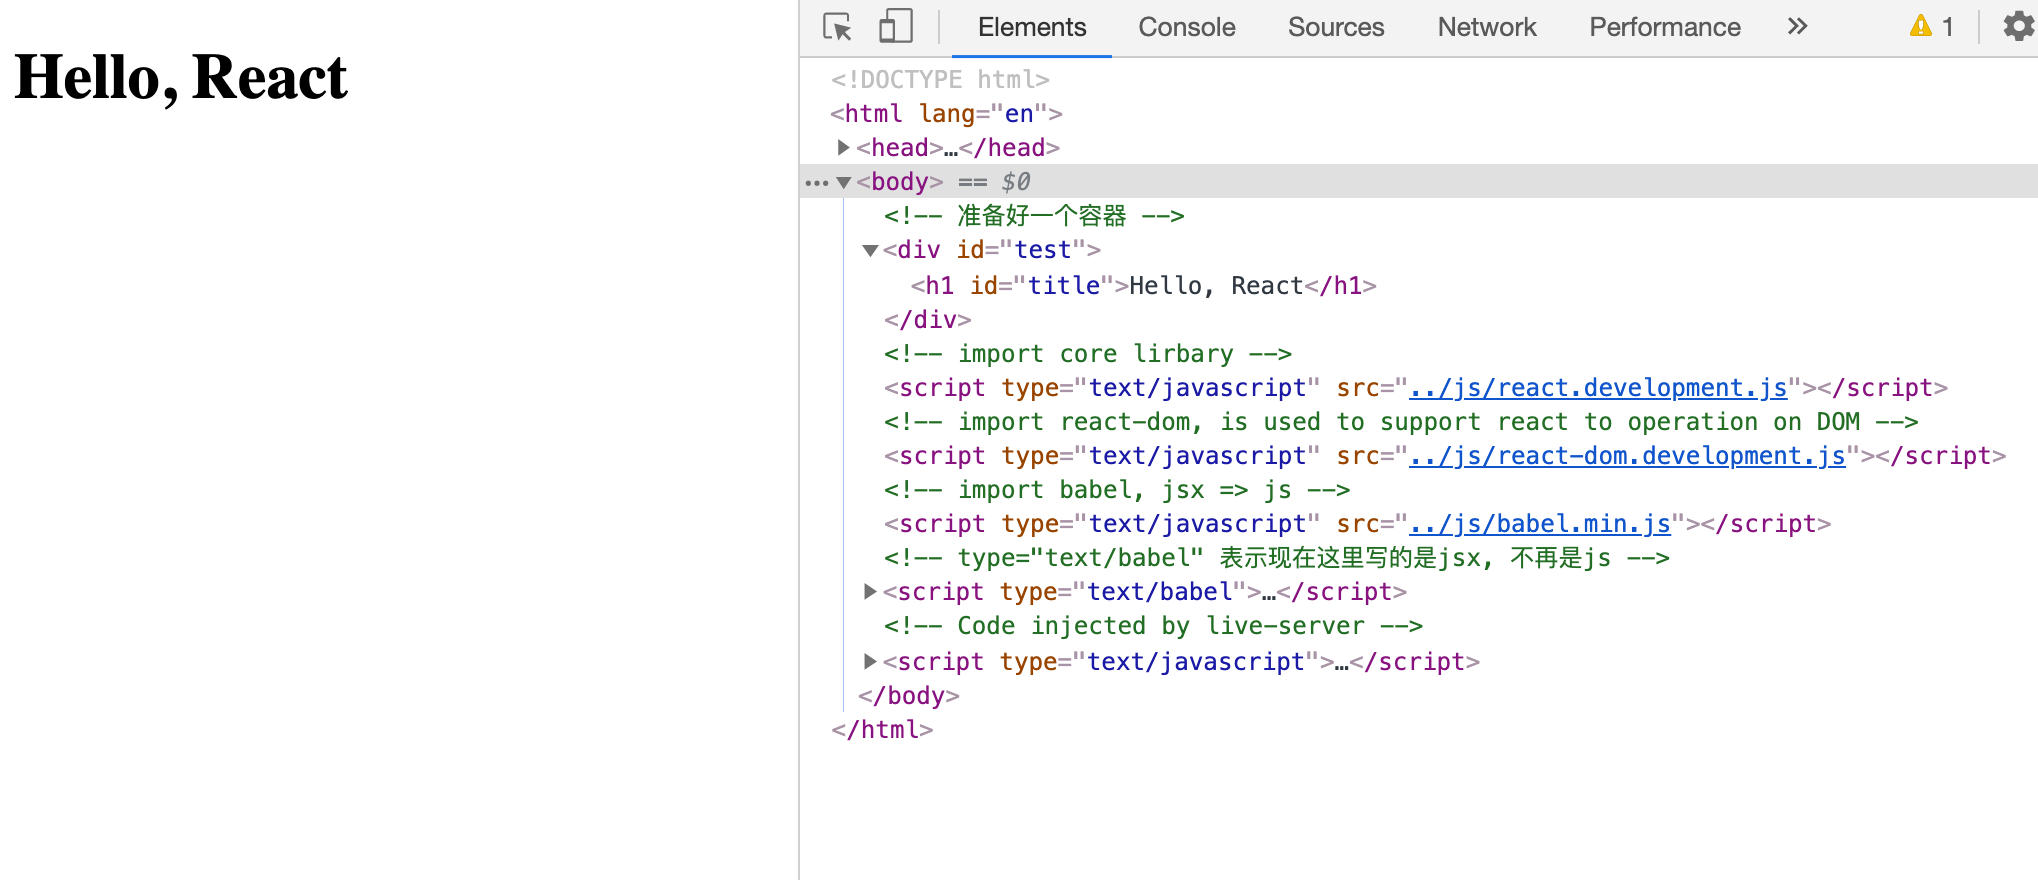 Hello, React
Elements Console Sources Network Performance 1
<!DOCTYPE html>
<html lang="en">
<head>…</head>
<body> == $0
<!-- 准备好一个容器 -->
<div id="test">
<h1 id="title">Hello, React</h1>
</div>
<!-- import core lirbary -->
<script type="text/javascript" src="../js/react.development.js"></script>
<!-- import react-dom, is used to support react to operation on DOM -->
<script type="text/javascript" src="../js/react-dom.development.js"></script>
<!-- import babel, jsx => js -->
<script type="text/javascript" src="../js/babel.min.js"></script>
<!-- type="text/babel" 表示现在这里写的是jsx, 不再是js -->
<script type="text/babel">…</script>
<!-- Code injected by live-server -->
<script type="text/javascript">…</script>
</body>
</html>